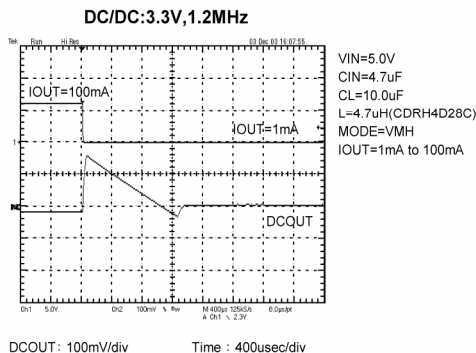 DC/DC:3.3V,1.2MHz
Tek Run Hi Res 03 Dec 03 16:07:55
IOUT=100mA
IOUT=1mA
DCOUT
Ch1 5.0V Ch2 100mV % Bw M 400µs 125kS/s 8.0µs/pt
A Ch1 \ 2.3V
VIN=5.0V
CIN=4.7uF
CL=10.0uF
L=4.7uH(CDRH4D28C)
MODE=VMH
IOUT=1mA to 100mA
DCOUT: 100mV/div Time : 400usec/div